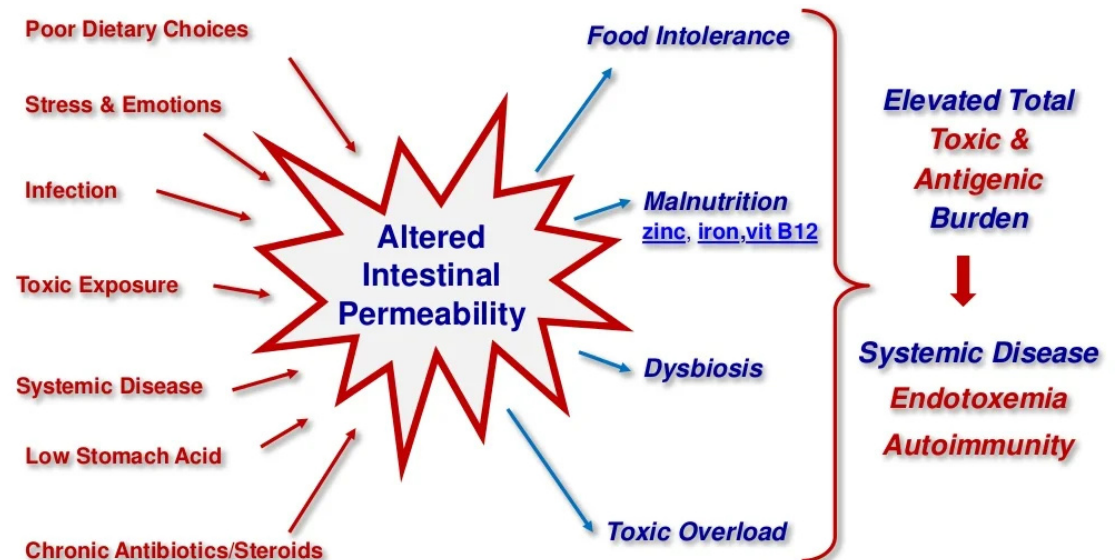 Poor Dietary Choices
Stress & Emotions
Infection
Toxic Exposure
Systemic Disease
Low Stomach Acid
Chronic Antibiotics/Steroids
Altered
Intestinal
Permeability
Food Intolerance
Malnutrition
zinc, iron,vit B12
Dysbiosis
Toxic Overload
Elevated Total
Toxic &
Antigenic
Burden
Systemic Disease
Endotoxemia
Autoimmunity